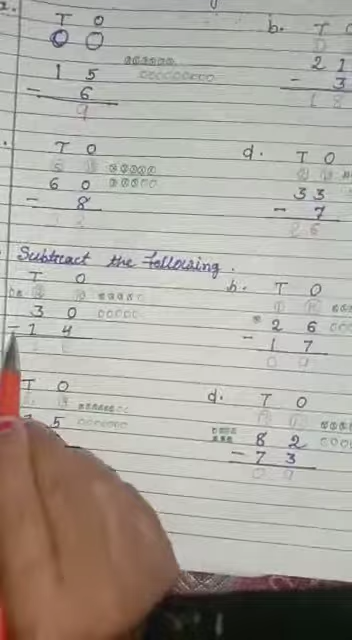 a.
T O
1 5
- 6
9
b. T O
2 1
- 3
1 8
T O
6 0
- 8
d. T O
3 3
- 7
2 6
Subtract the following.
T O
3 0
- 1 4
b. T O
2 6
- 1 7
0 9
T O
5
d. T O
8 2
- 7 3
0 9